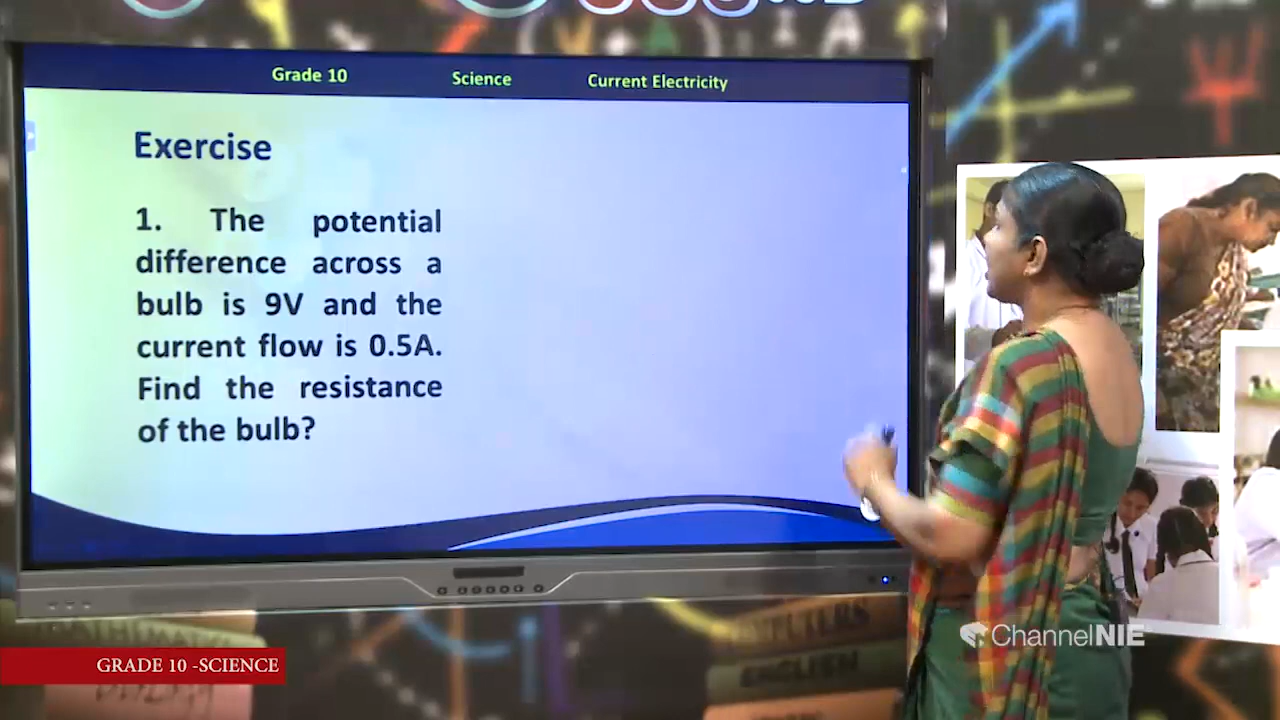 Grade 10 Science Current Electricity
Exercise
1. The potential
difference across a
bulb is 9V and the
current flow is 0.5A.
Find the resistance
of the bulb?
ChannelNIE
GRADE 10 -SCIENCE
ENGLISH